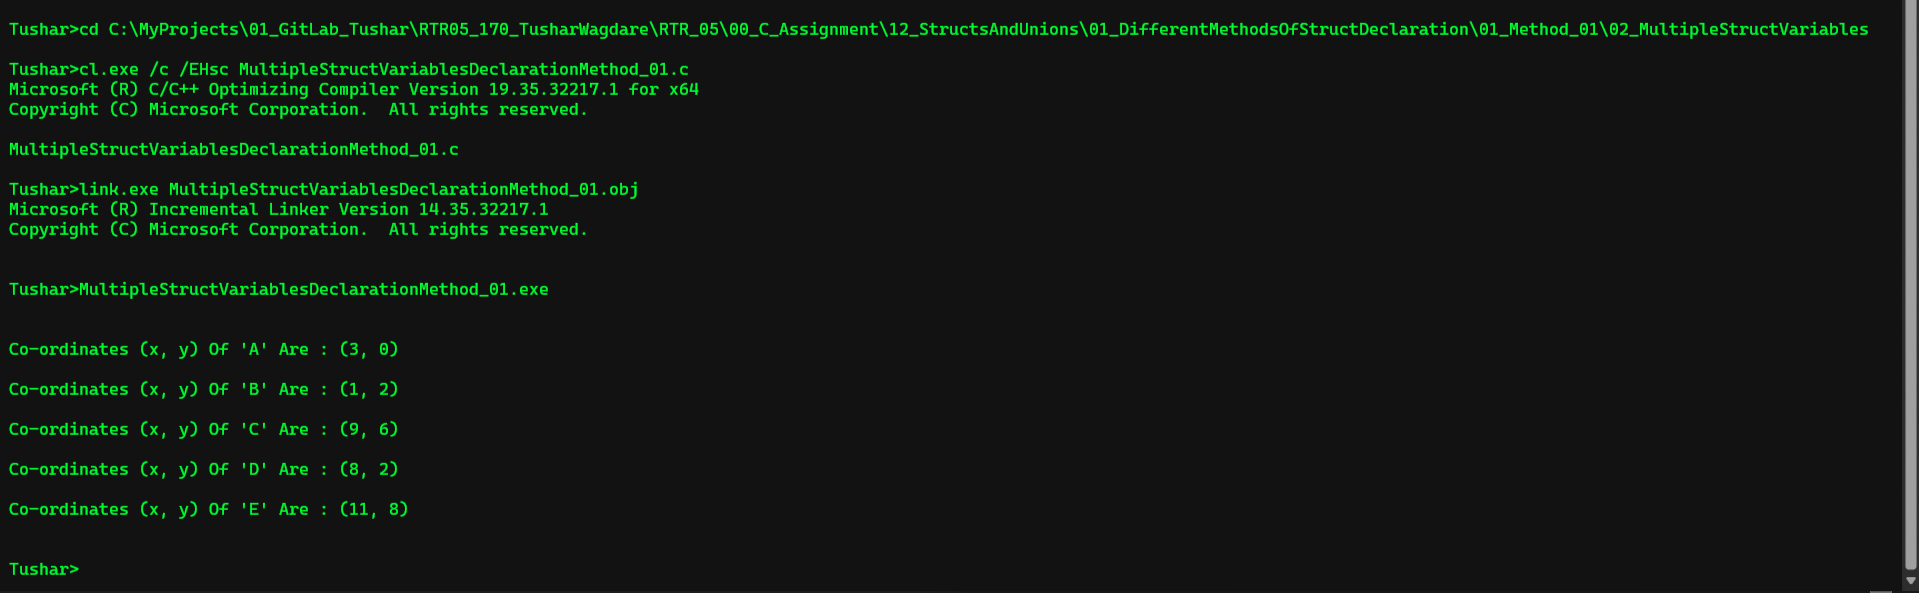 Tushar>cd C:\MyProjects\01_GitLab_Tushar\RTR05_170_TusharWagdare\RTR_05\00_C_Assignment\12_StructsAndUnions\01_DifferentMethodsOfStructDeclaration\01_Method_01\02_MultipleStructVariables
Tushar>cl.exe /c /EHsc MultipleStructVariablesDeclarationMethod_01.c
Microsoft (R) C/C++ Optimizing Compiler Version 19.35.32217.1 for x64
Copyright (C) Microsoft Corporation.  All rights reserved.
MultipleStructVariablesDeclarationMethod_01.c
Tushar>link.exe MultipleStructVariablesDeclarationMethod_01.obj
Microsoft (R) Incremental Linker Version 14.35.32217.1
Copyright (C) Microsoft Corporation.  All rights reserved.
Tushar>MultipleStructVariablesDeclarationMethod_01.exe
Co-ordinates (x, y) Of 'A' Are : (3, 0)
Co-ordinates (x, y) Of 'B' Are : (1, 2)
Co-ordinates (x, y) Of 'C' Are : (9, 6)
Co-ordinates (x, y) Of 'D' Are : (8, 2)
Co-ordinates (x, y) Of 'E' Are : (11, 8)
Tushar>